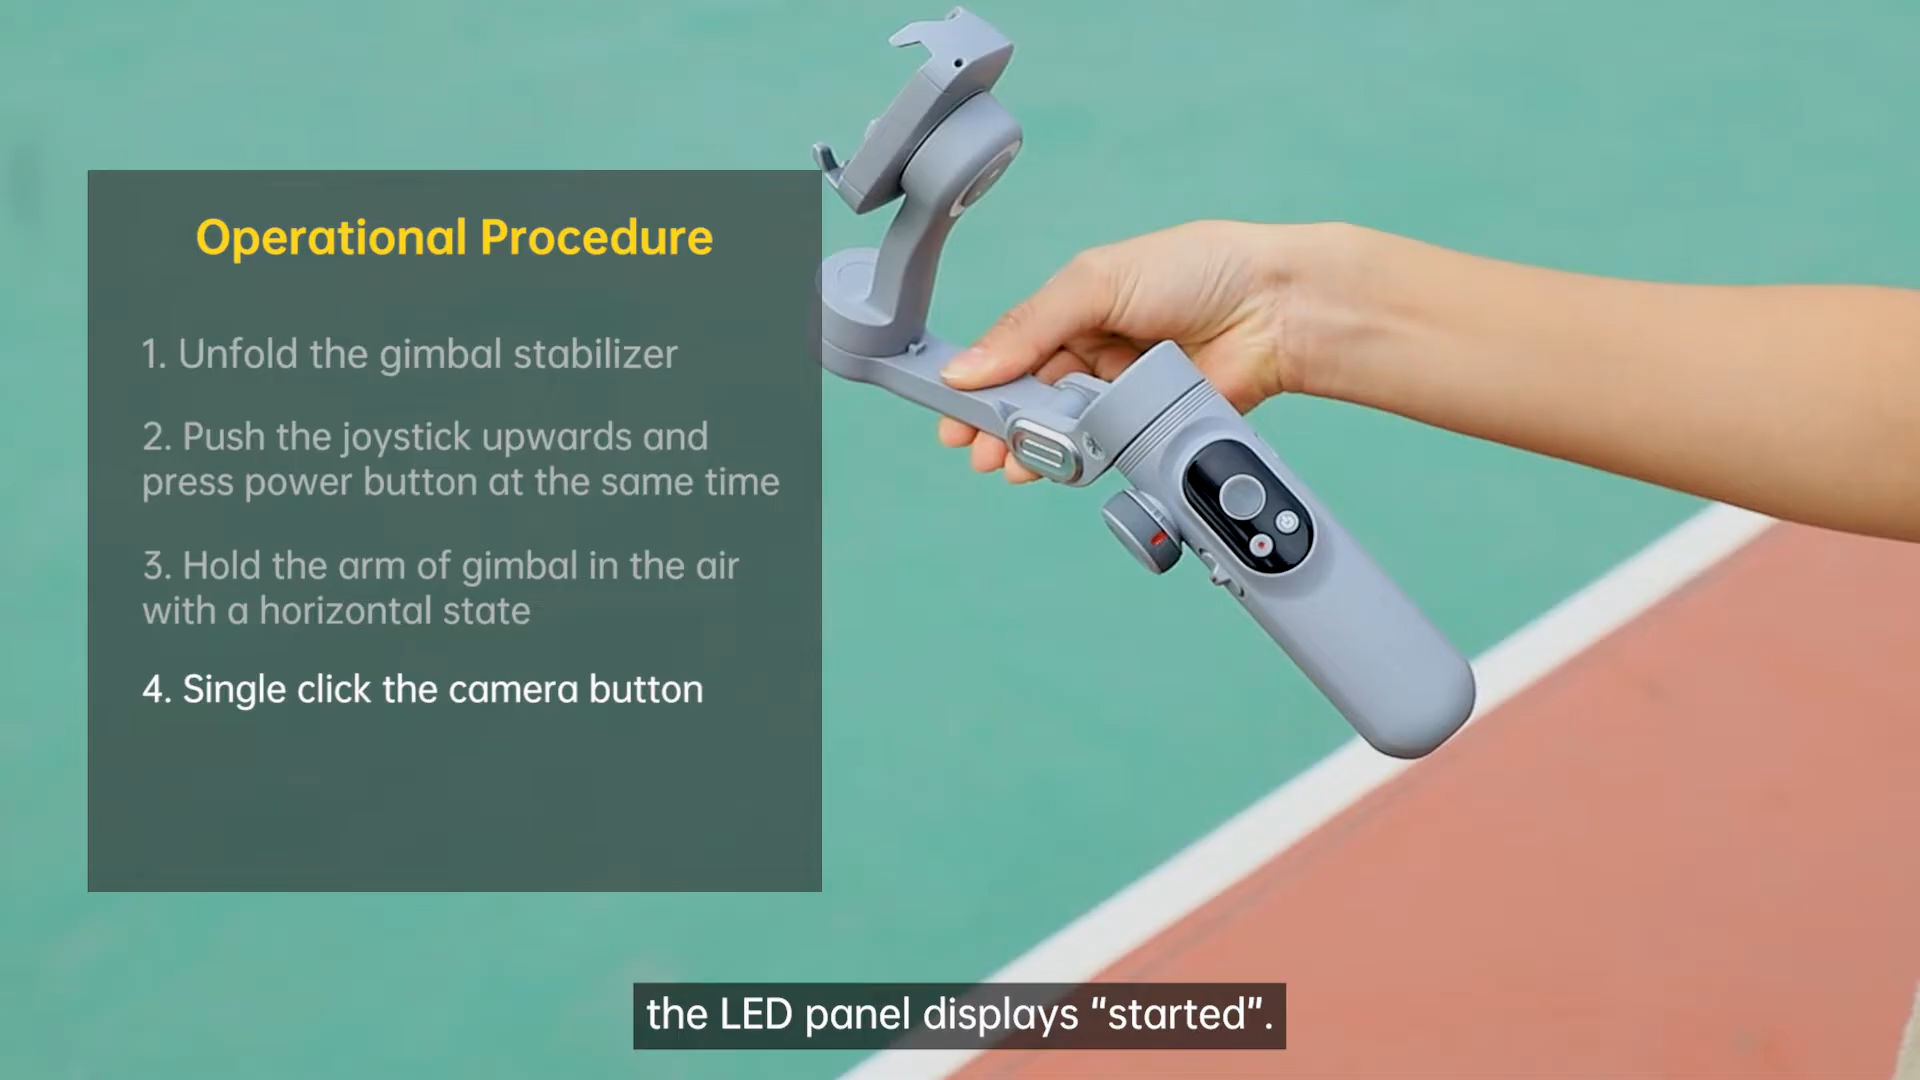 Operational Procedure
1. Unfold the gimbal stabilizer
2. Push the joystick upwards and
press power button at the same time
3. Hold the arm of gimbal in the air
with a horizontal state
4. Single click the camera button
the LED panel displays “started”.